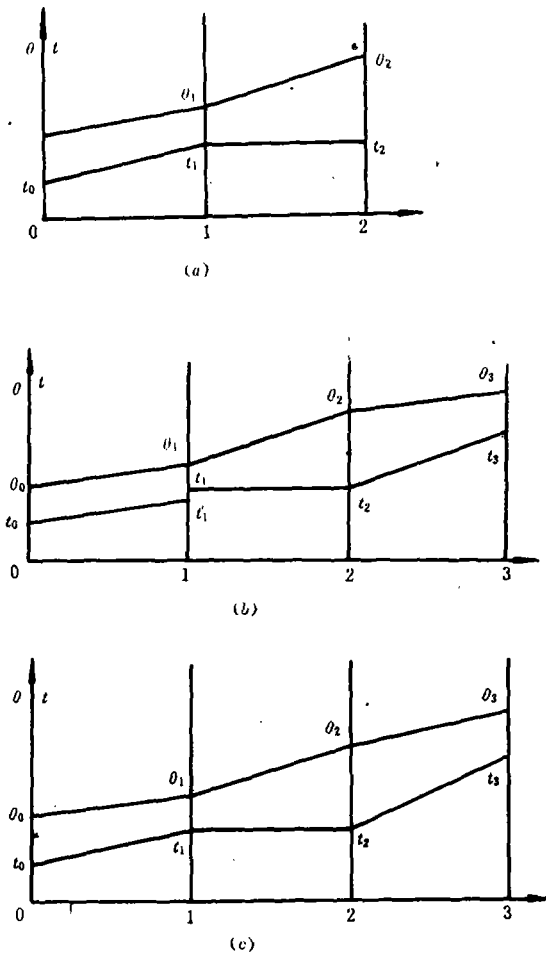 θ t
θ₂
θ₁
t₁
t₂
t₀
0 1 2
(a)
θ t
θ₃
θ₂
θ₁
θ₀
t₁
t₃
t₀
t′₁
t₂
0 1 2 3
(b)
θ t
θ₃
θ₂
t₃
θ₁
θ₀
t₁
t₂
t₀
0 1 2 3
(c)